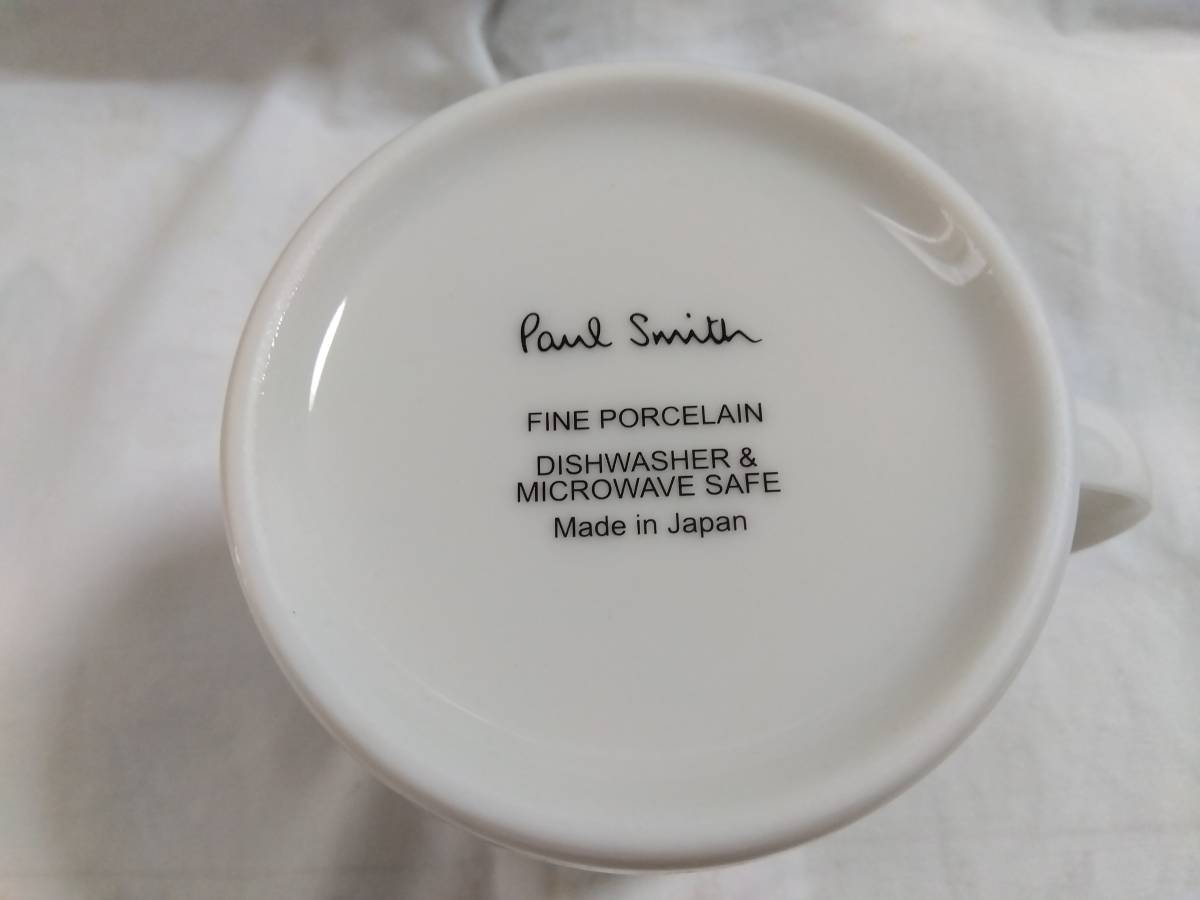 Paul Smith
FINE PORCELAIN
DISHWASHER &
MICROWAVE SAFE
Made in Japan